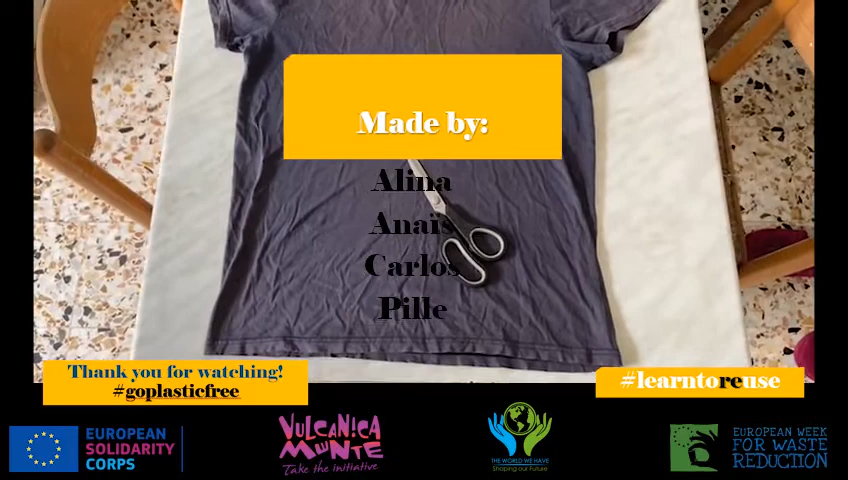 Made by:
Alina
Anaïs
Carlos
Pille
Thank you for watching!
#goplasticfree
#learntoreuse
EUROPEAN
SOLIDARITY
CORPS
VULCANICA
MENTE
Take the initiative
THE WORLD WE HAVE
Shaping our Future
EUROPEAN WEEK
FOR WASTE
REDUCTION